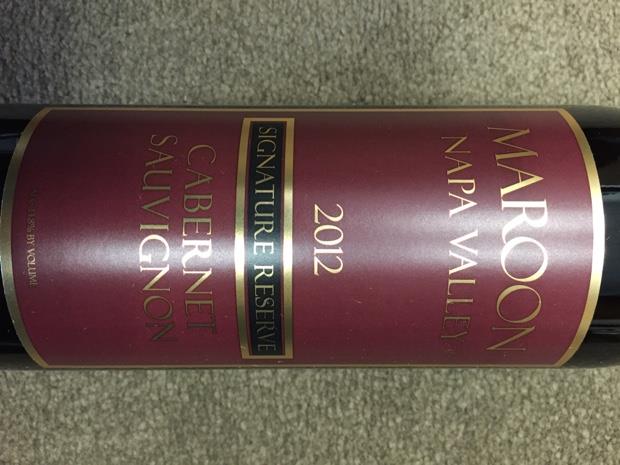 MAROON
NAPA VALLEY
2012
SIGNATURE RESERVE
CABERNET
SAUVIGNON
BY VOLUME